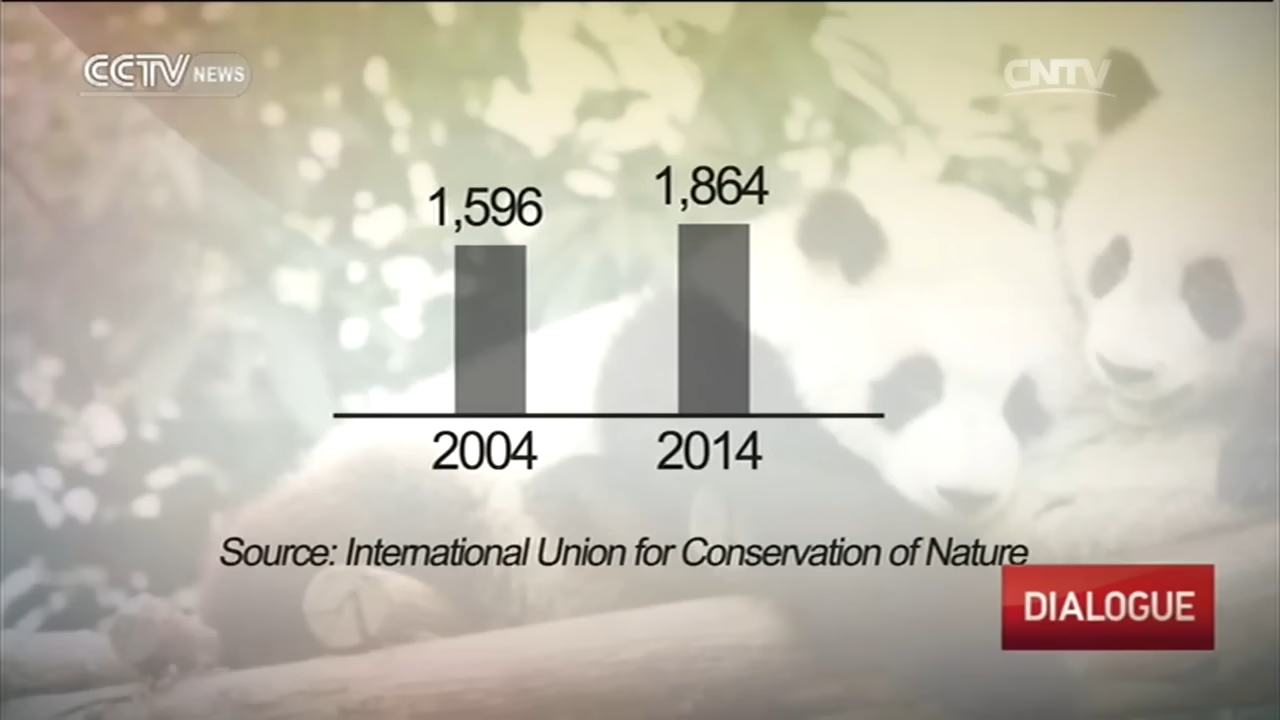 CCTV NEWS
CNTV
1,596
1,864
2004
2014
Source: International Union for Conservation of Nature
DIALOGUE